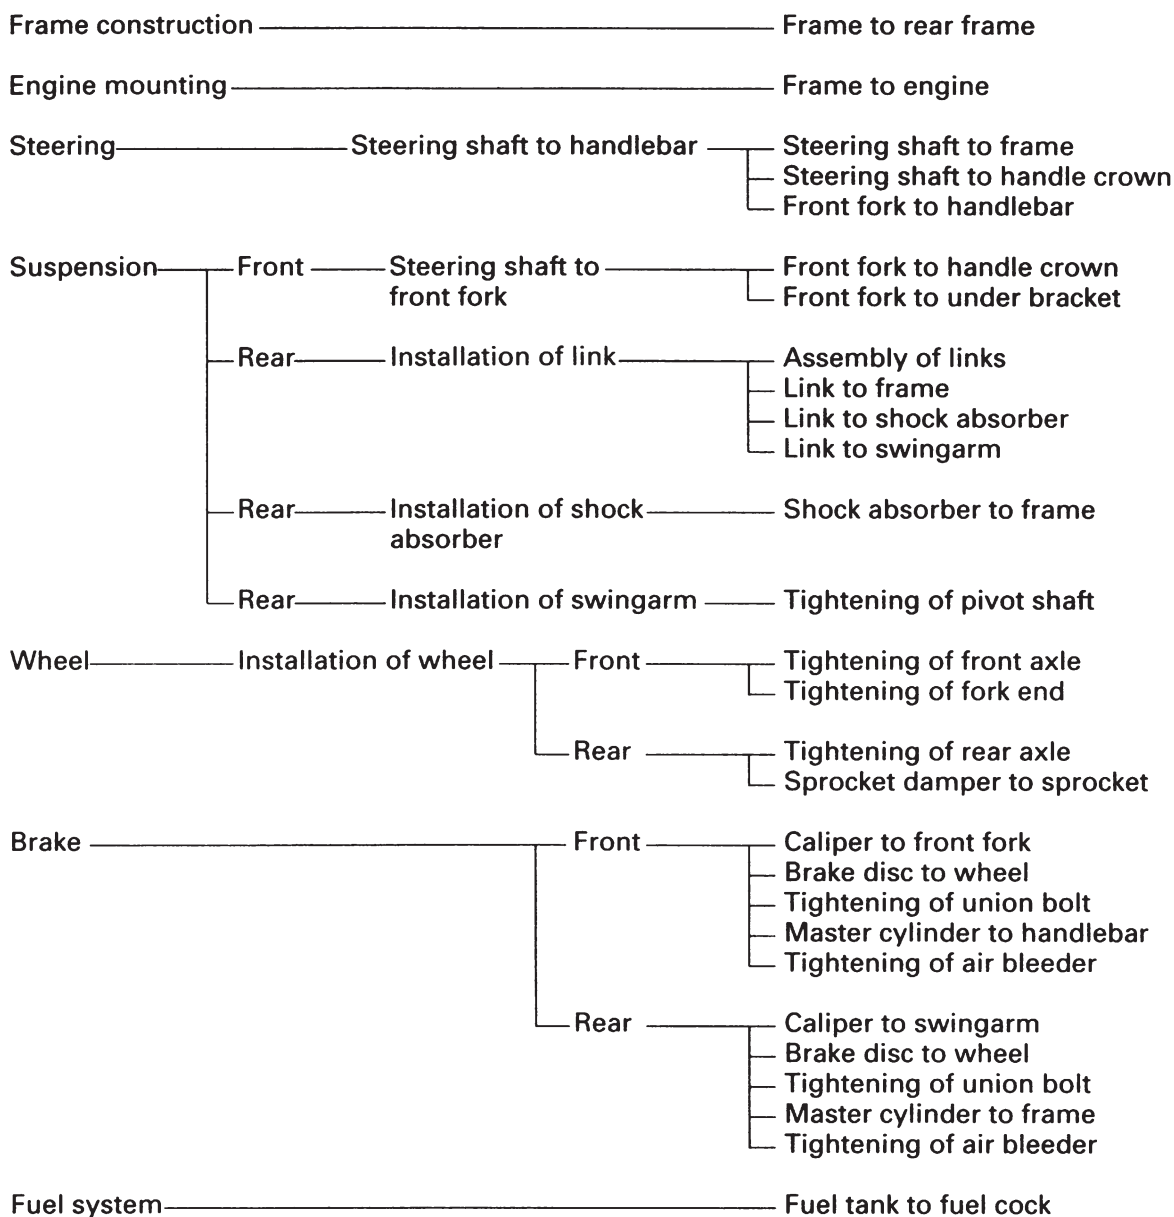 Frame construction Frame to rear frame
Engine mounting Frame to engine
Steering Steering shaft to handlebar Steering shaft to frame
Steering shaft to handle crown
Front fork to handlebar
Suspension Front Steering shaft to Front fork to handle crown
front fork Front fork to under bracket
Rear Installation of link Assembly of links
Link to frame
Link to shock absorber
Link to swingarm
Rear Installation of shock Shock absorber to frame
absorber
Rear Installation of swingarm Tightening of pivot shaft
Wheel Installation of wheel Front Tightening of front axle
Tightening of fork end
Rear Tightening of rear axle
Sprocket damper to sprocket
Brake Front Caliper to front fork
Brake disc to wheel
Tightening of union bolt
Master cylinder to handlebar
Tightening of air bleeder
Rear Caliper to swingarm
Brake disc to wheel
Tightening of union bolt
Master cylinder to frame
Tightening of air bleeder
Fuel system Fuel tank to fuel cock